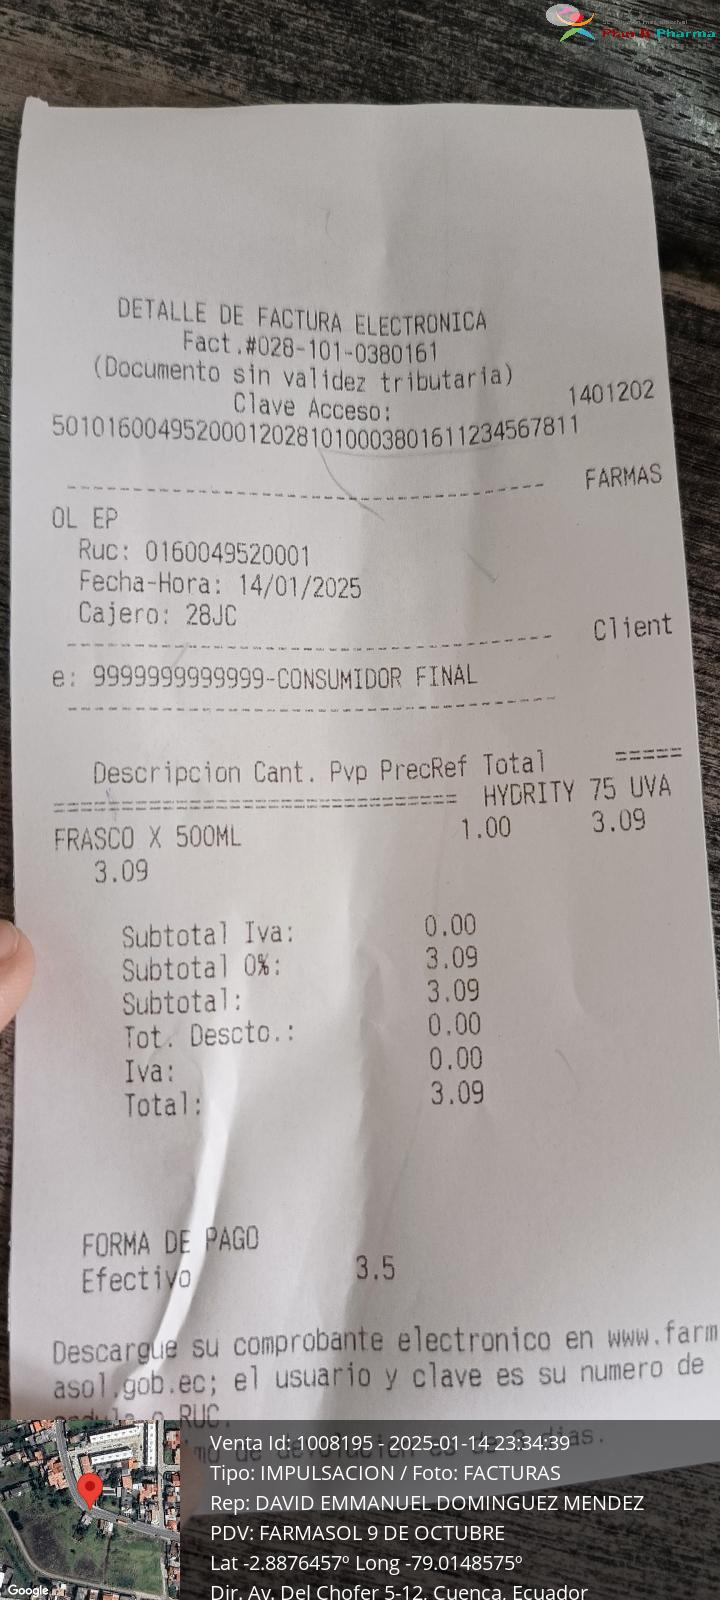 Plan B Pharma
DETALLE DE FACTURA ELECTRONICA
Fact.#028-101-0380161
(Documento sin validez tributaria)
Clave Acceso: 1401202
501016004952000120281010003801611234567811
FARMAS
OL EP
Ruc: 0160049520001
Fecha-Hora: 14/01/2025
Cajero: 28JC
Client
e: 9999999999999-CONSUMIDOR FINAL
Descripcion Cant. Pvp PrecRef Total
HYDRITY 75 UVA
FRASCO X 500ML 1.00 3.09
3.09
Subtotal Iva: 0.00
Subtotal 0%: 3.09
Subtotal: 3.09
Tot. Descto.: 0.00
Iva: 0.00
Total: 3.09
FORMA DE PAGO
Efectivo 3.5
Descargue su comprobante electronico en www.farm
asol.gob.ec; el usuario y clave es su numero de
RUC.
dias.
Venta Id: 1008195 - 2025-01-14 23:34:39
Tipo: IMPULSACION / Foto: FACTURAS
Rep: DAVID EMMANUEL DOMINGUEZ MENDEZ
PDV: FARMASOL 9 DE OCTUBRE
Lat -2.8876457º Long -79.0148575º
Dir. Av. Del Chofer 5-12, Cuenca, Ecuador
Google